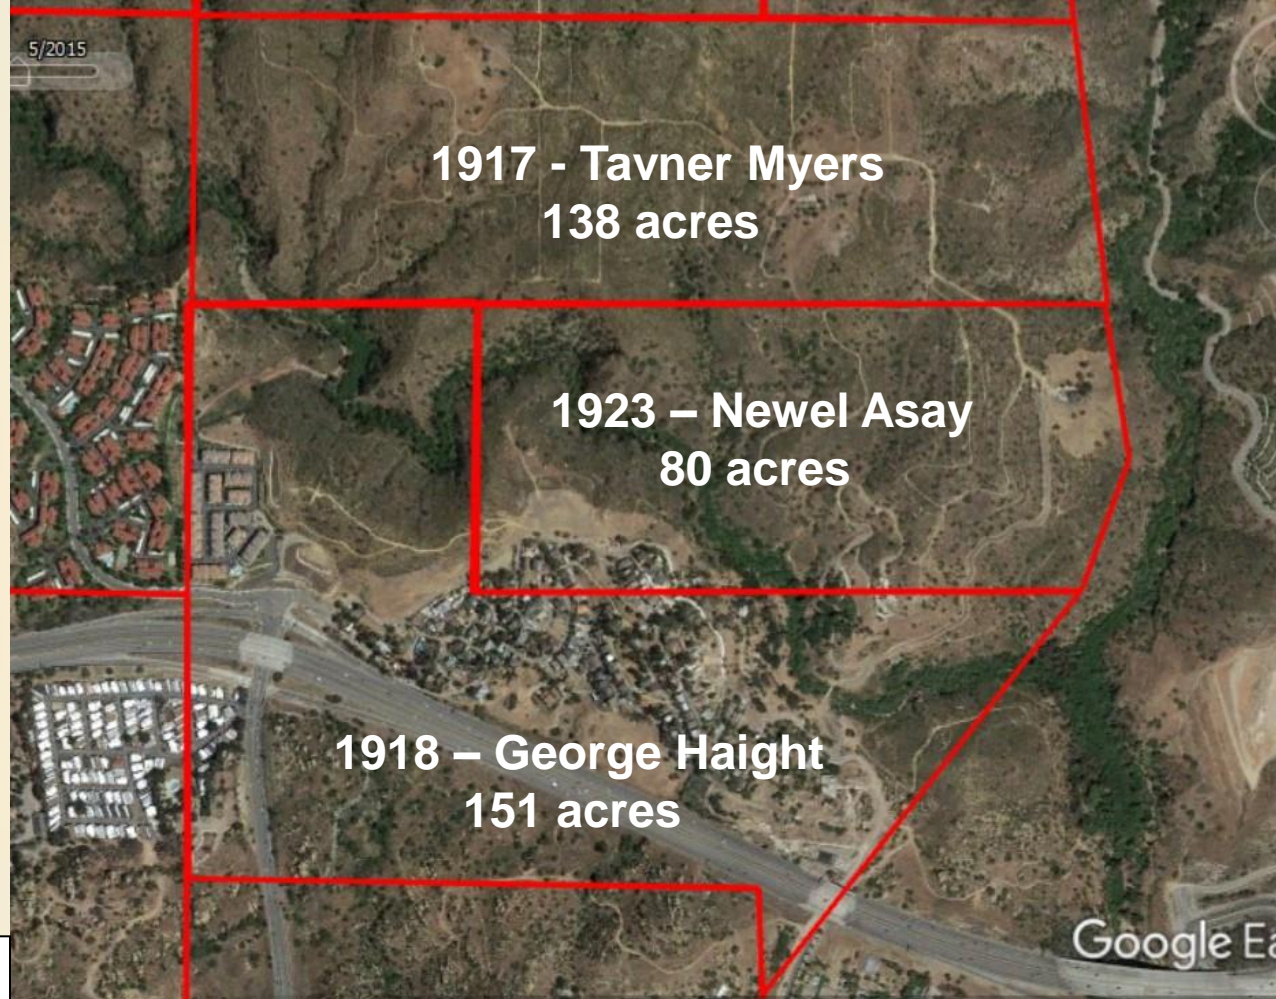 5/2015
1917 - Tavner Myers
138 acres
1923 – Newel Asay
80 acres
1918 – George Haight
151 acres
Google Ea